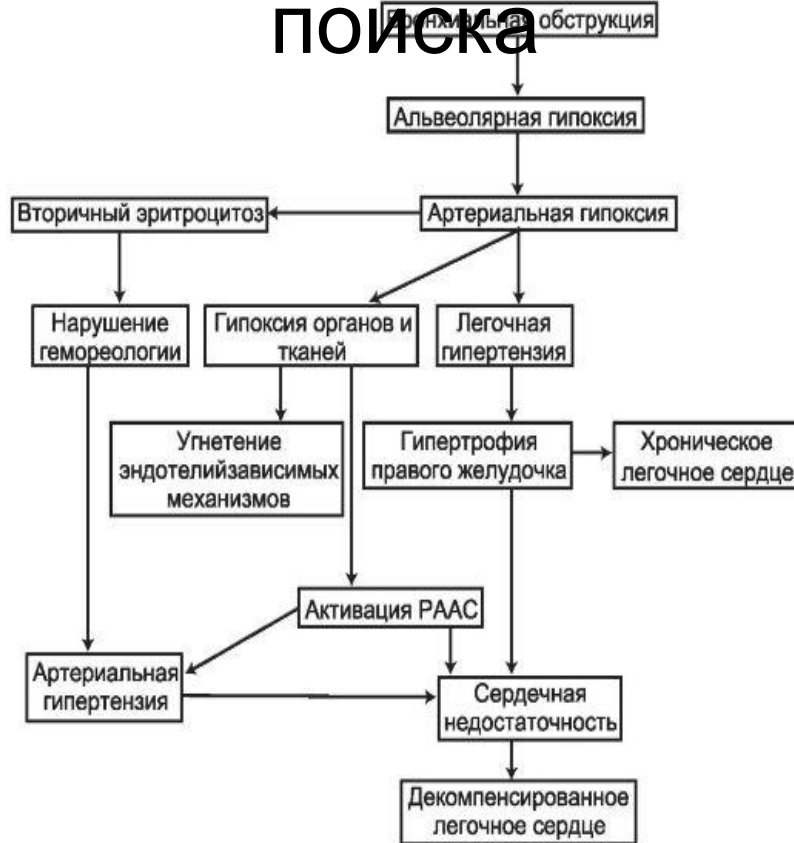 поиска
Бронхиальная обструкция
Альвеолярная гипоксия
Вторичный эритроцитоз
Артериальная гипоксия
Нарушение
гемореологии
Гипоксия органов и
тканей
Легочная
гипертензия
Угнетение
эндотелийзависимых
механизмов
Гипертрофия
правого желудочка
Хроническое
легочное сердце
Активация РААС
Артериальная
гипертензия
Сердечная
недостаточность
Декомпенсированное
легочное сердце